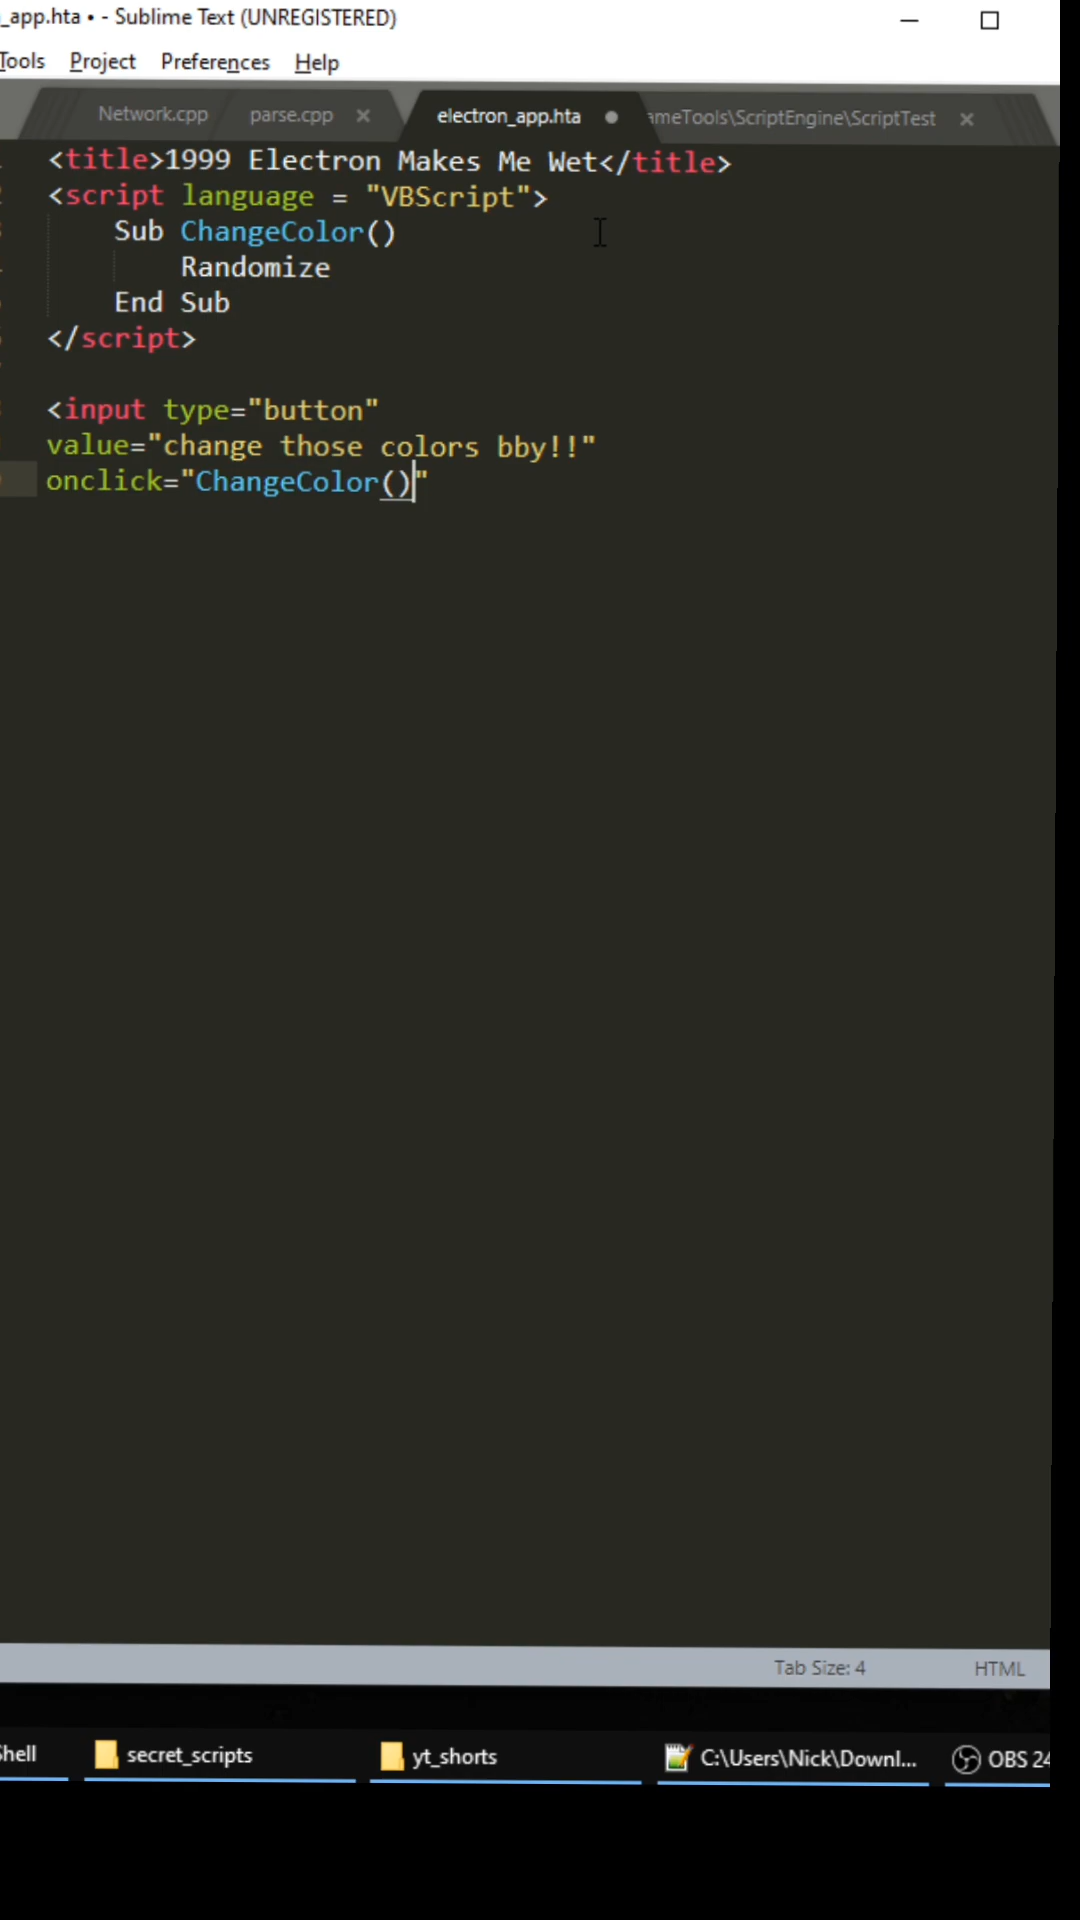 _app.hta • - Sublime Text (UNREGISTERED)
Tools Project Preferences Help
Network.cpp parse.cpp electron_app.hta ameTools\ScriptEngine\ScriptTest
<title>1999 Electron Makes Me Wet</title>
<script language = "VBScript">
Sub ChangeColor()
Randomize
End Sub
</script>
<input type="button"
value="change those colors bby!!"
onclick="ChangeColor()"
Tab Size: 4 HTML
Shell secret_scripts yt_shorts C:\Users\Nick\Downl... OBS 24